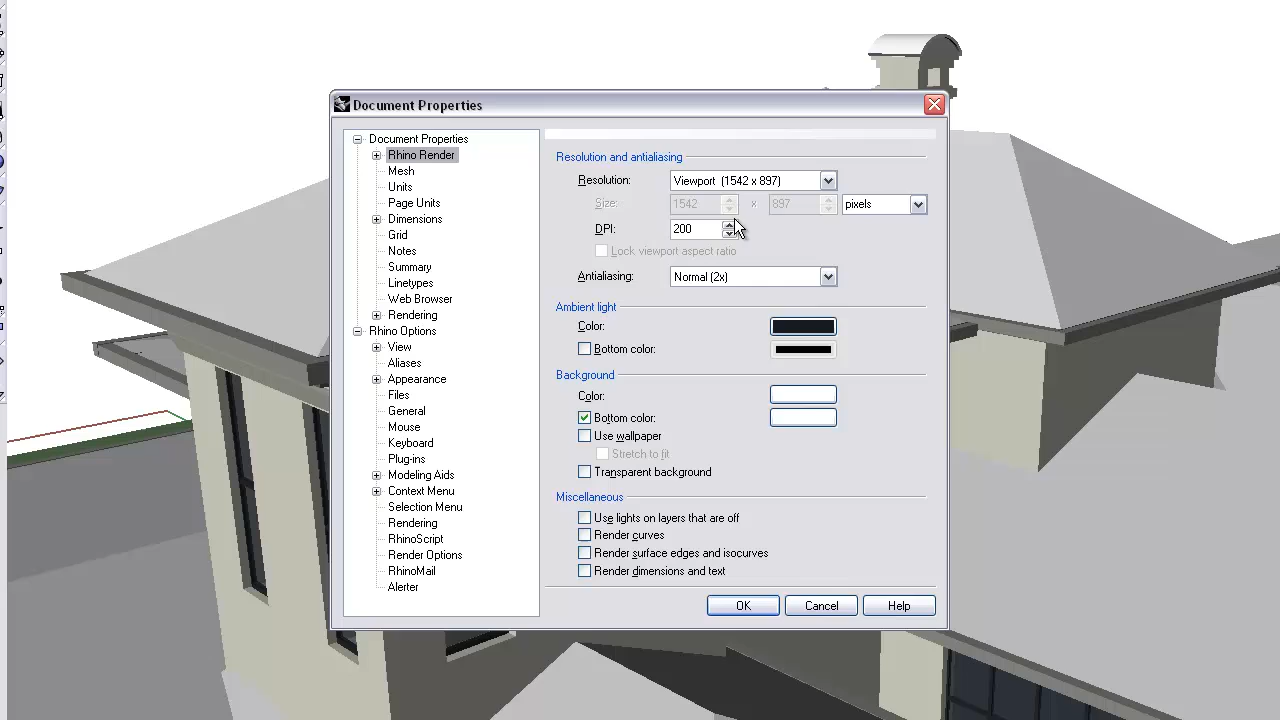 Document Properties
Document Properties
Rhino Render
Mesh
Units
Page Units
Dimensions
Grid
Notes
Summary
Linetypes
Web Browser
Rendering
Rhino Options
View
Aliases
Appearance
Files
General
Mouse
Keyboard
Plug-ins
Modeling Aids
Context Menu
Selection Menu
Rendering
RhinoScript
Render Options
RhinoMail
Alerter
Resolution and antialiasing
Resolution: Viewport (1542 x 897)
Size: 1542 x 897 pixels
DPI: 200
Lock viewport aspect ratio
Antialiasing: Normal (2x)
Ambient light
Color:
Bottom color:
Background
Color:
Bottom color:
Use wallpaper
Stretch to fit
Transparent background
Miscellaneous
Use lights on layers that are off
Render curves
Render surface edges and isocurves
Render dimensions and text
OK Cancel Help